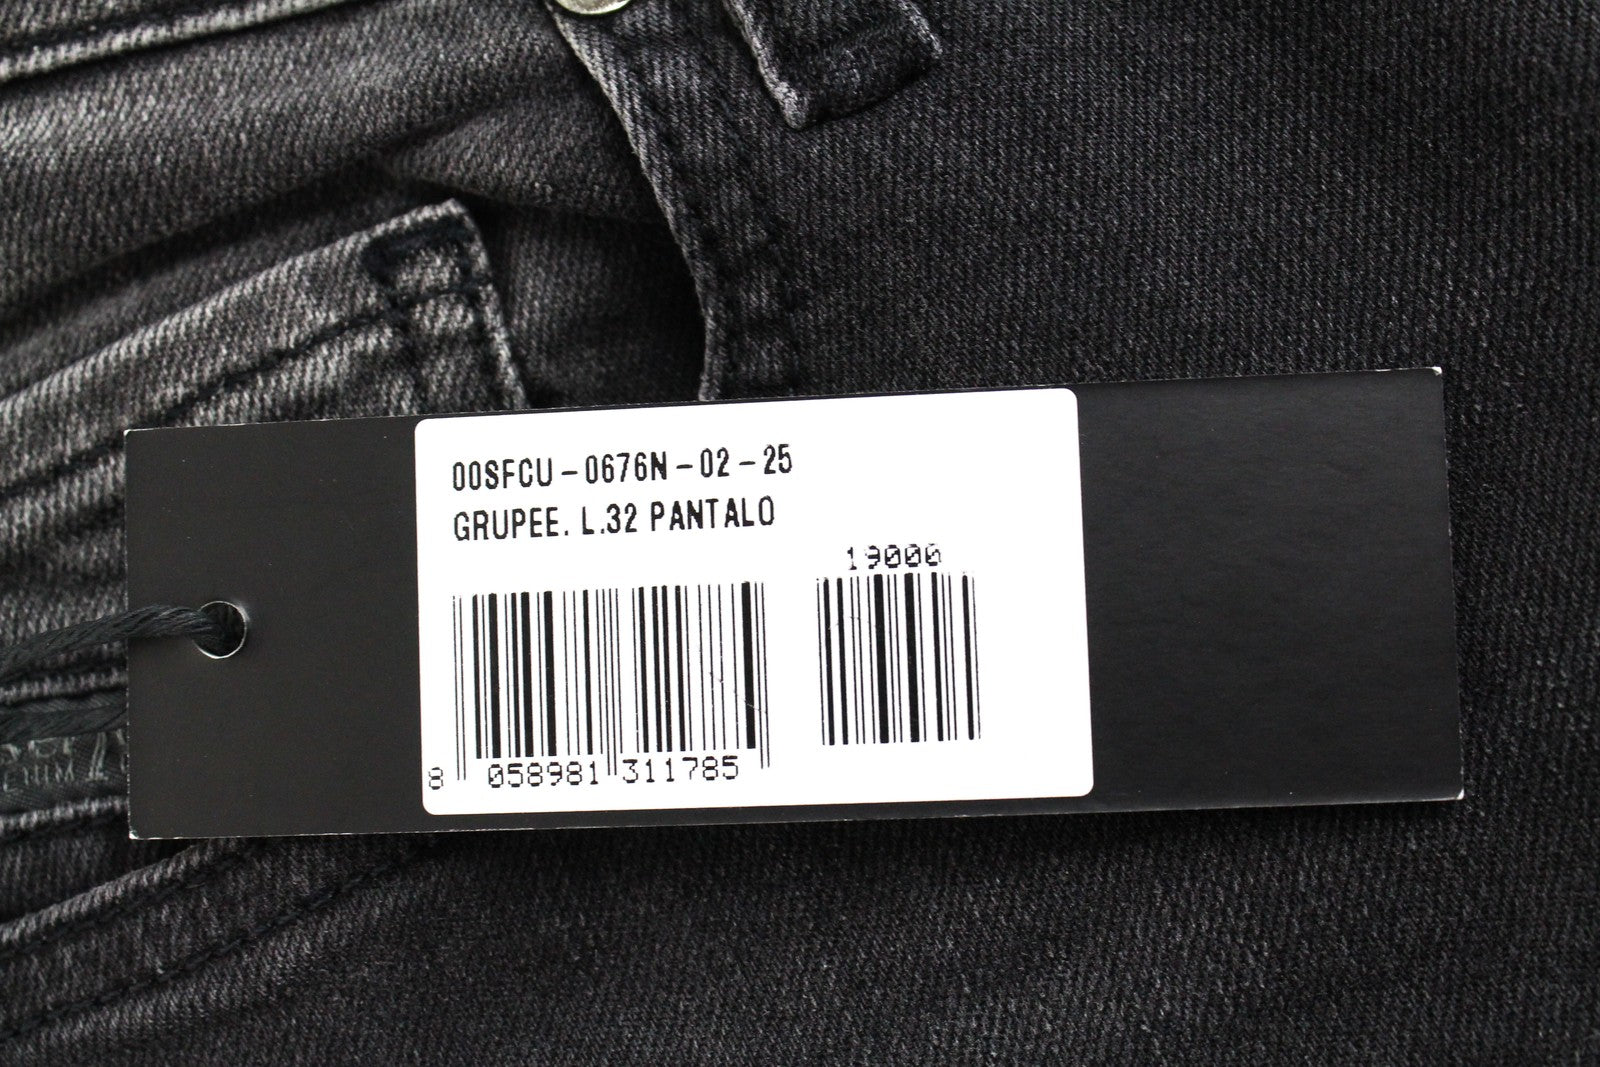 00SFCU-0676N-02-25
GRUPEE. L.32 PANTALO
19000
8 058981 311785